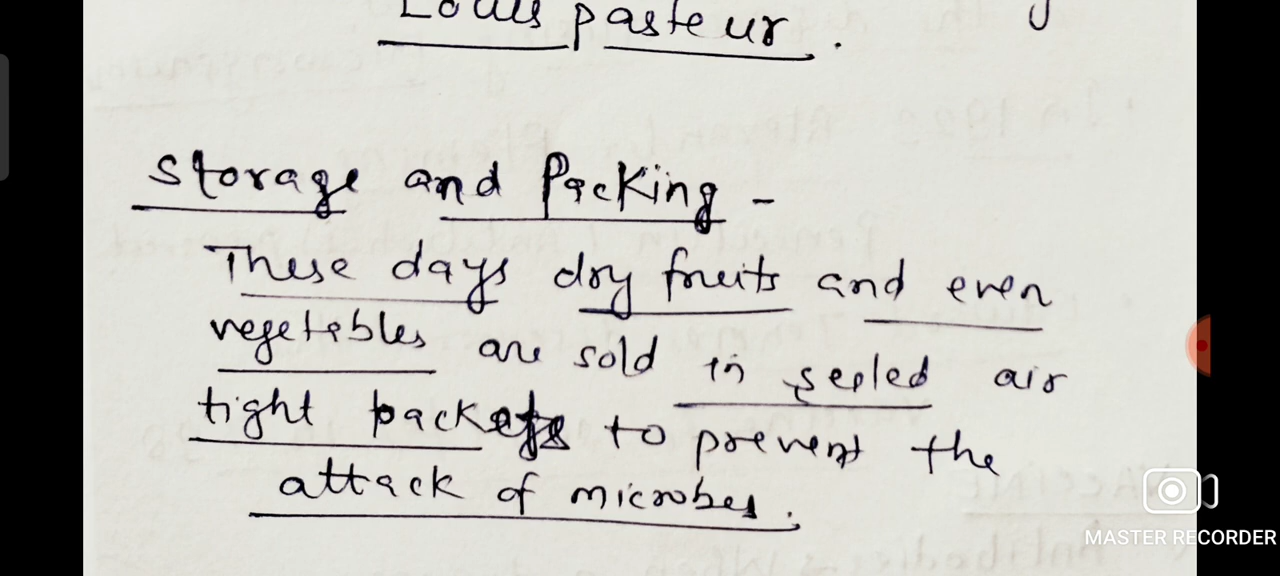 Louis pasteur.
Storage and Packing -
These days dry fruits and even
vegetables are sold in sealed air
tight packets to prevent the
attack of microbes.
MASTER RECORDER